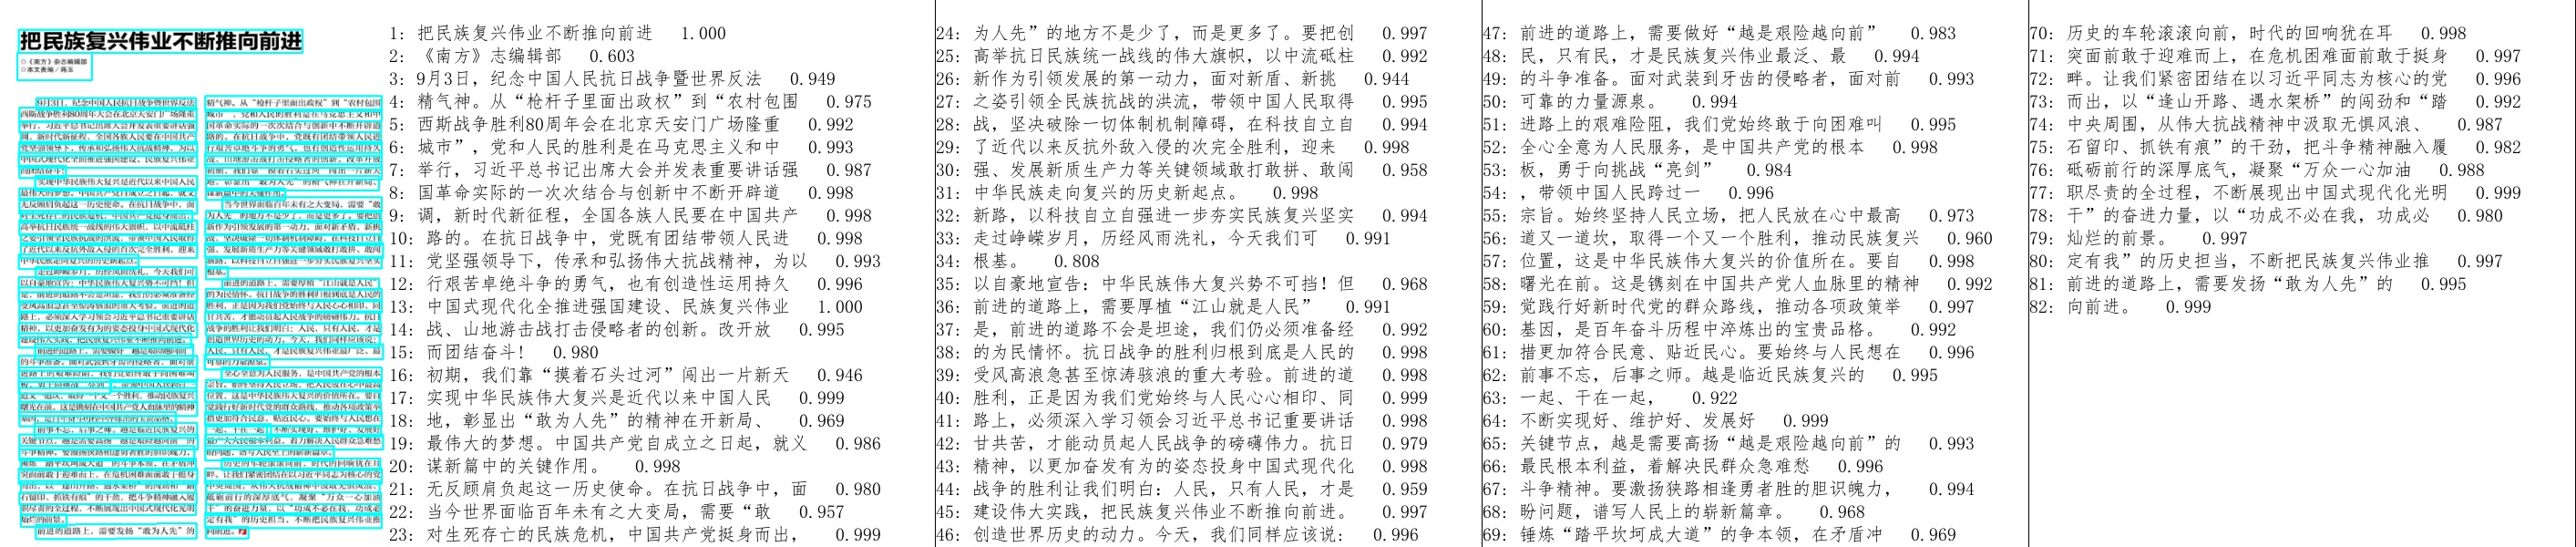 把民族复兴伟业不断推向前进
○《南方》杂志编辑部
○本文责编／蒋玉
1: 把民族复兴伟业不断推向前进 1.000
2: 《南方》志编辑部 0.603
3: 9月3日，纪念中国人民抗日战争暨世界反法 0.949
4: 精气神。从“枪杆子里面出政权”到“农村包围 0.975
5: 西斯战争胜利80周年会在北京天安门广场隆重 0.992
6: 城市”，党和人民的胜利是在马克思主义和中 0.993
7: 举行，习近平总书记出席大会并发表重要讲话强 0.987
8: 国革命实际的一次次结合与创新中不断开辟道 0.998
9: 调，新时代新征程，全国各族人民要在中国共产 0.998
10: 路的。在抗日战争中，党既有团结带领人民进 0.998
11: 党坚强领导下，传承和弘扬伟大抗战精神，为以 0.993
12: 行艰苦卓绝斗争的勇气，也有创造性运用持久 0.996
13: 中国式现代化全推进强国建设、民族复兴伟业 1.000
14: 战、山地游击战打击侵略者的创新。改开放 0.995
15: 而团结奋斗！ 0.980
16: 初期，我们靠“摸着石头过河”闯出一片新天 0.946
17: 实现中华民族伟大复兴是近代以来中国人民 0.999
18: 地，彰显出“敢为人先”的精神在开新局、 0.969
19: 最伟大的梦想。中国共产党自成立之日起，就义 0.986
20: 谋新篇中的关键作用。 0.998
21: 无反顾肩负起这一历史使命。在抗日战争中，面 0.980
22: 当今世界面临百年未有之大变局，需要“敢 0.957
23: 对生死存亡的民族危机，中国共产党挺身而出， 0.999
24: 为人先”的地方不是少了，而是更多了。要把创 0.997
25: 高举抗日民族统一战线的伟大旗帜，以中流砥柱 0.992
26: 新作为引领发展的第一动力，面对新盾、新挑 0.944
27: 之姿引领全民族抗战的洪流，带领中国人民取得 0.995
28: 战，坚决破除一切体制机制障碍，在科技自立自 0.994
29: 了近代以来反抗外敌入侵的次完全胜利，迎来 0.998
30: 强、发展新质生产力等关键领域敢打敢拼、敢闯 0.958
31: 中华民族走向复兴的历史新起点。 0.998
32: 新路，以科技自立自强进一步夯实民族复兴坚实 0.994
33: 走过峥嵘岁月，历经风雨洗礼，今天我们可 0.991
34: 根基。 0.808
35: 以自豪地宣告：中华民族伟大复兴势不可挡！但 0.968
36: 前进的道路上，需要厚植“江山就是人民” 0.991
37: 是，前进的道路不会是坦途，我们仍必须准备经 0.992
38: 的为民情怀。抗日战争的胜利归根到底是人民的 0.998
39: 受风高浪急甚至惊涛骇浪的重大考验。前进的道 0.998
40: 胜利，正是因为我们党始终与人民心心相印、同 0.999
41: 路上，必须深入学习领会习近平总书记重要讲话 0.998
42: 甘共苦，才能动员起人民战争的磅礴伟力。抗日 0.979
43: 精神，以更加奋发有为的姿态投身中国式现代化 0.998
44: 战争的胜利让我们明白：人民，只有人民，才是 0.959
45: 建设伟大实践，把民族复兴伟业不断推向前进。 0.997
46: 创造世界历史的动力。今天，我们同样应该说： 0.996
47: 前进的道路上，需要做好“越是艰险越向前” 0.983
48: 民，只有民，才是民族复兴伟业最泛、最 0.994
49: 的斗争准备。面对武装到牙齿的侵略者，面对前 0.993
50: 可靠的力量源泉。 0.994
51: 进路上的艰难险阻，我们党始终敢于向困难叫 0.995
52: 全心全意为人民服务，是中国共产党的根本 0.998
53: 板，勇于向挑战“亮剑” 0.984
54: ，带领中国人民跨过一 0.996
55: 宗旨。始终坚持人民立场，把人民放在心中最高 0.973
56: 道又一道坎，取得一个又一个胜利，推动民族复兴 0.960
57: 位置，这是中华民族伟大复兴的价值所在。要自 0.998
58: 曙光在前。这是镌刻在中国共产党人血脉里的精神 0.992
59: 觉践行好新时代党的群众路线，推动各项政策举 0.997
60: 基因，是百年奋斗历程中淬炼出的宝贵品格。 0.992
61: 措更加符合民意、贴近民心。要始终与人民想在 0.996
62: 前事不忘，后事之师。越是临近民族复兴的 0.995
63: 一起、干在一起， 0.922
64: 不断实现好、维护好、发展好 0.999
65: 关键节点，越是需要高扬“越是艰险越向前”的 0.993
66: 最民根本利益，着解决民群众急难愁 0.996
67: 斗争精神。要激扬狭路相逢勇者胜的胆识魄力， 0.994
68: 盼问题，谱写人民上的崭新篇章。 0.968
69: 锤炼“踏平坎坷成大道”的争本领，在矛盾冲 0.969
70: 历史的车轮滚滚向前，时代的回响犹在耳 0.998
71: 突面前敢于迎难而上，在危机困难面前敢于挺身 0.997
72: 畔。让我们紧密团结在以习近平同志为核心的党 0.996
73: 而出，以“逢山开路、遇水架桥”的闯劲和“踏 0.992
74: 中央周围，从伟大抗战精神中汲取无惧风浪、 0.987
75: 石留印、抓铁有痕”的干劲，把斗争精神融入履 0.982
76: 砥砺前行的深厚底气，凝聚“万众一心加油 0.988
77: 职尽责的全过程，不断展现出中国式现代化光明 0.999
78: 干”的奋进力量，以“功成不必在我，功成必 0.980
79: 灿烂的前景。 0.997
80: 定有我”的历史担当，不断把民族复兴伟业推 0.997
81: 前进的道路上，需要发扬“敢为人先”的 0.995
82: 向前进。 0.999